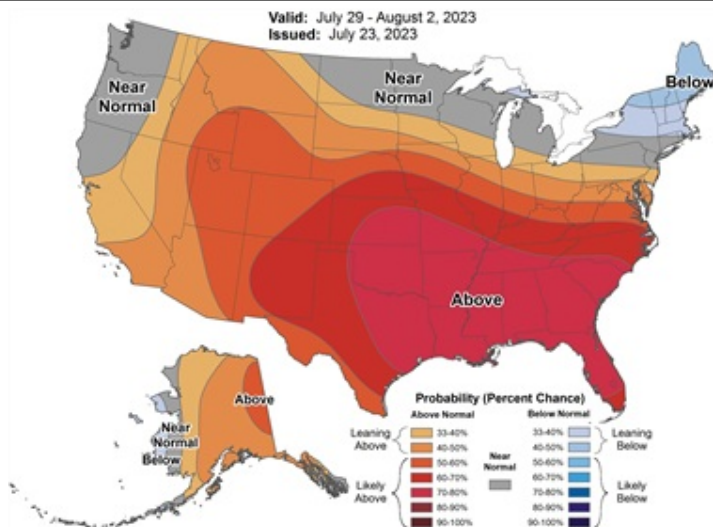 Valid: July 29 - August 2, 2023
Issued: July 23, 2023
Near
Normal
Near
Normal
Below
Above
Above
Near
Normal
Below
Probability (Percent Chance)
Above Normal
Below Normal
Leaning
Above
33-40%
40-50%
Likely
Above
50-60%
60-70%
70-80%
80-90%
90-100%
Near
Normal
33-40%
40-50%
Leaning
Below
50-60%
60-70%
70-80%
80-90%
90-100%
Likely
Below